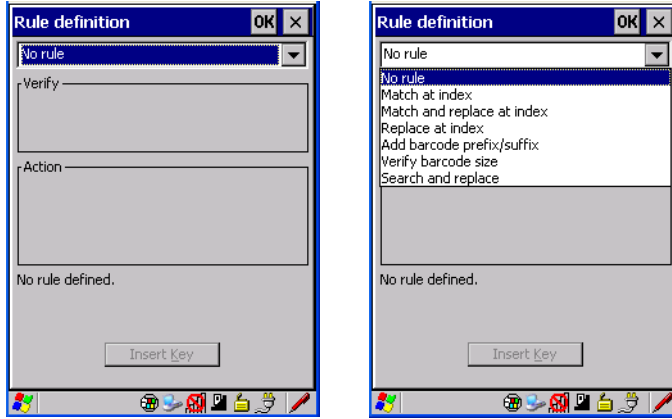 Rule definition OK
No rule
Verify
Action
No rule defined.
Insert Key
Rule definition OK
No rule
No rule
Match at index
Match and replace at index
Replace at index
Add barcode prefix/suffix
Verify barcode size
Search and replace
No rule defined.
Insert Key